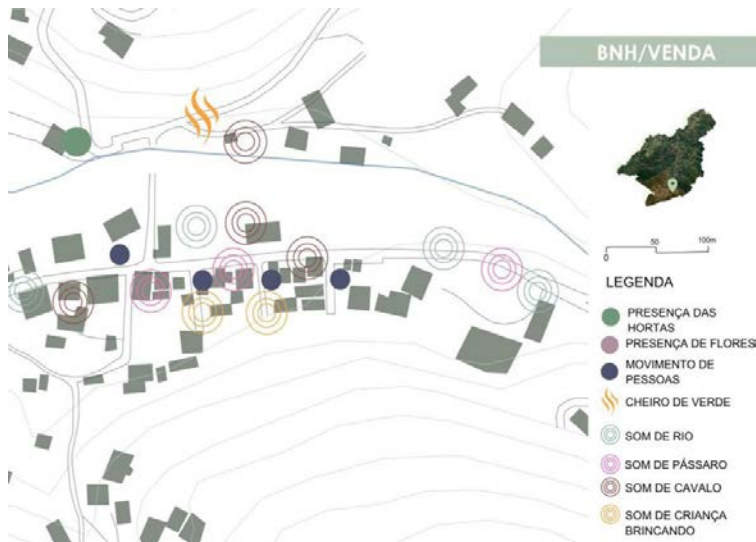 BNH/VENDA
0 50 100m
LEGENDA
PRESENÇA DAS
HORTAS
PRESENÇA DE FLORES
MOVIMENTO DE
PESSOAS
CHEIRO DE VERDE
SOM DE RIO
SOM DE PÁSSARO
SOM DE CAVALO
SOM DE CRIANÇA
BRINCANDO